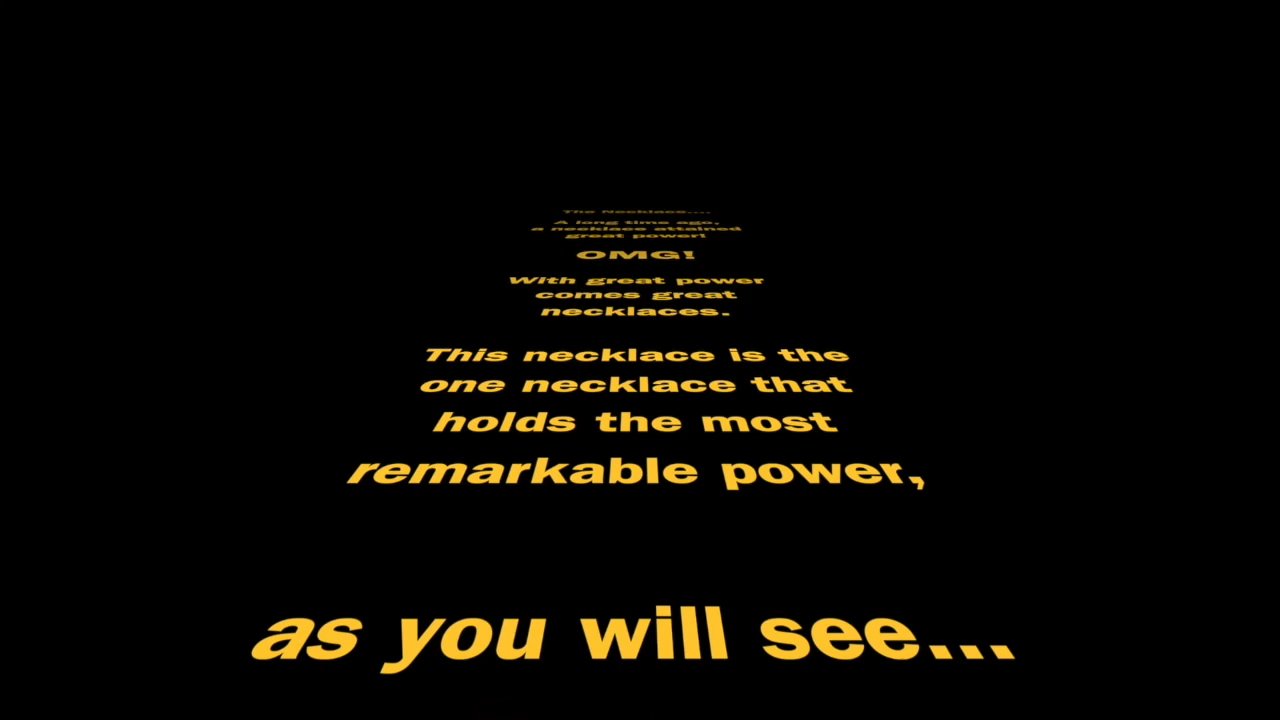 The Necklace....
A long time ago,
a necklace attained
great power!
OMG!
With great power
comes great
necklaces.
This necklace is the
one necklace that
holds the most
remarkable power,
as you will see...